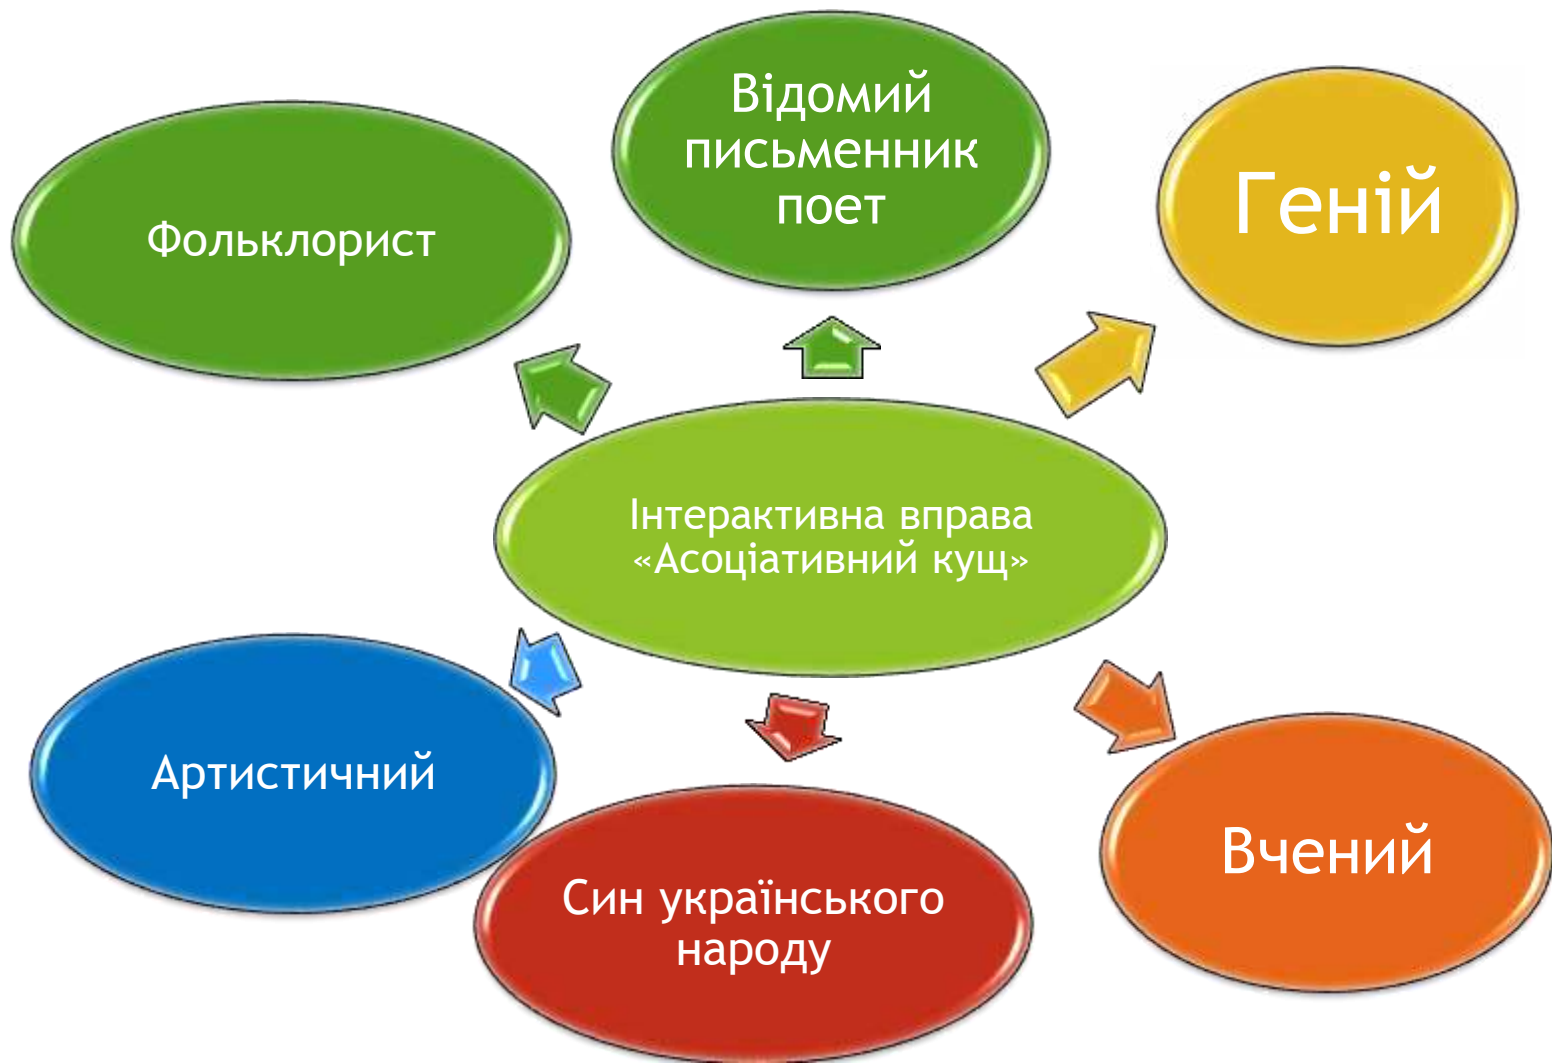 Відомий
письменник
поет
Геній
Фольклорист
Інтерактивна вправа
«Асоціативний кущ»
Артистичний
Вчений
Син українського
народу